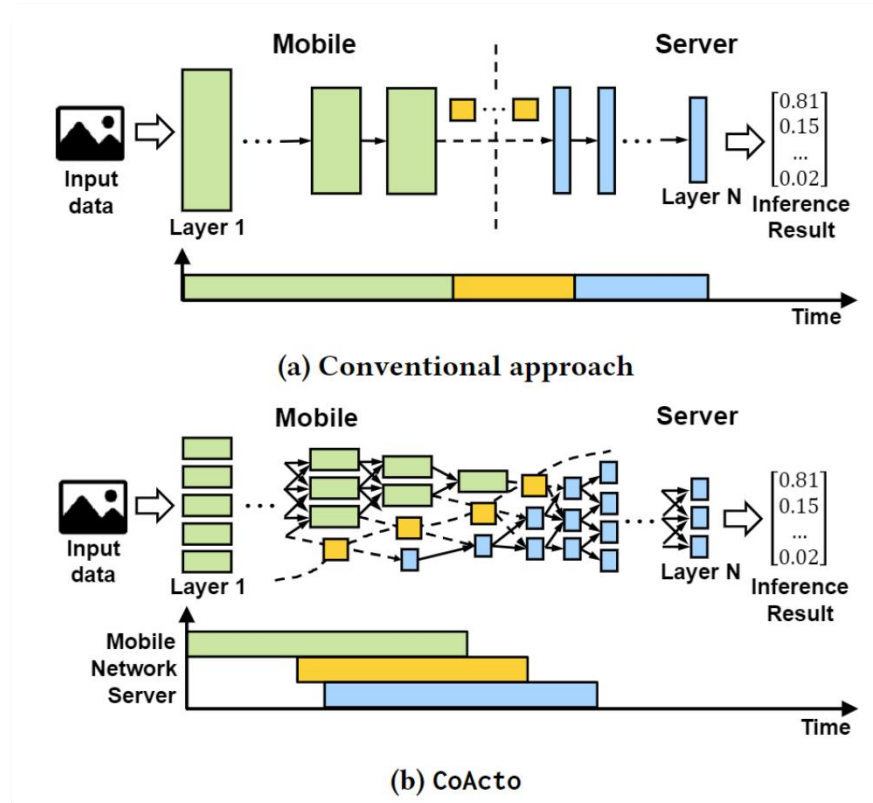 Mobile
Server
Input
data
Layer 1
...
...
...
Layer N
[0.81
0.15
...
0.02]
Inference
Result
Time
(a) Conventional approach
Mobile
Server
Input
data
Layer 1
...
...
Layer N
[0.81
0.15
...
0.02]
Inference
Result
Mobile
Network
Server
Time
(b) CoActo